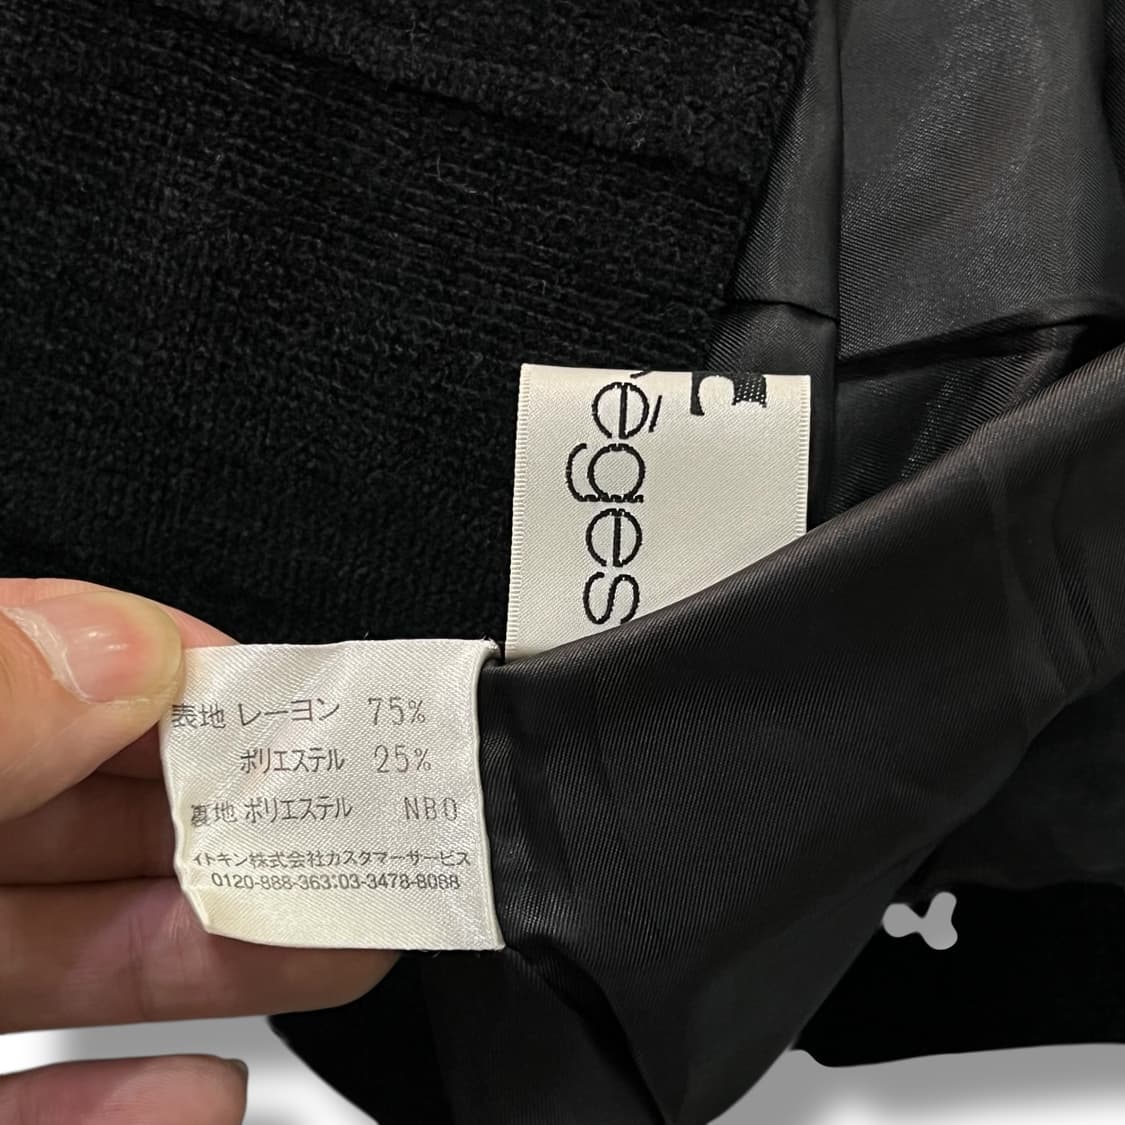 èges
表地 レーヨン 75%
ポリエステル 25%
裏地 ポリエステル NBO
イトキン株式会社カスタマーサービス
0120-888-363:03-3478-8088